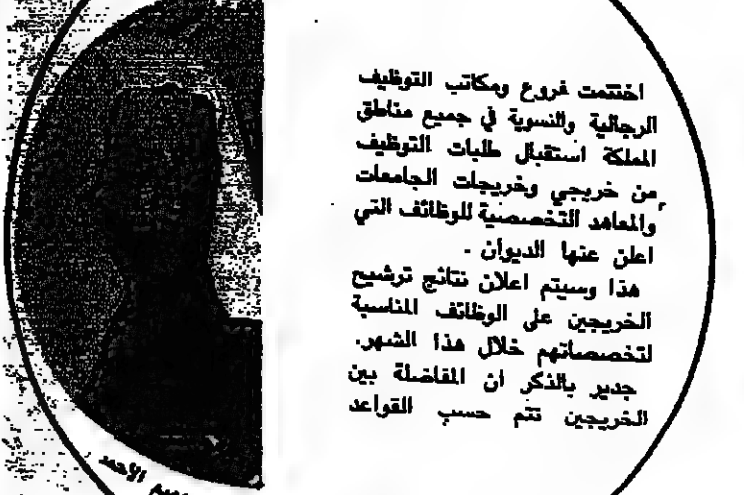 اختتمت فروع ومكاتب التوظيف
الرجالية والنسوية في جميع مناطق
المملكة استقبال طلبات التوظيف
من خريجي وخريجات الجامعات
والمعاهد التخصصية للوظائف التي
اعلن عنها الديوان .
هذا وسيتم اعلان نتائج ترشيح
الخريجين على الوظائف المناسبة
لتخصصاتهم خلال هذا الشهر.
جدير بالذكر ان المفاضلة بين
الخريجين تتم حسب القواعد
الأحمد